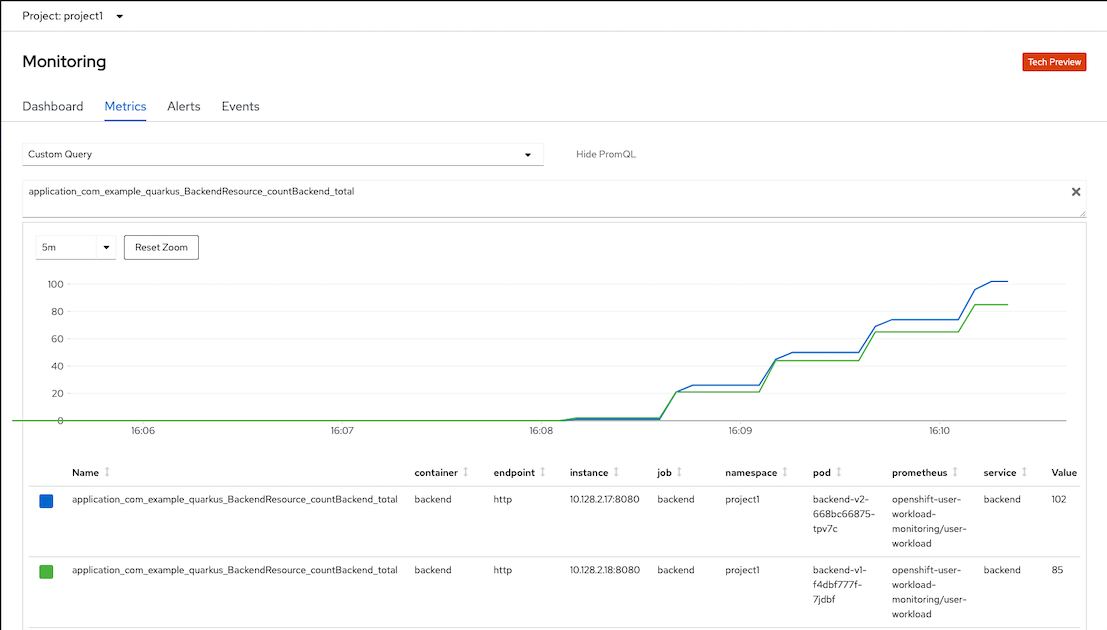 Project: project1
Monitoring
Tech Preview
Dashboard Metrics Alerts Events
Custom Query Hide PromQL
application_com_example_quarkus_BackendResource_countBackend_total
5m Reset Zoom
100
80
60
40
20
0
16:06 16:07 16:08 16:09 16:10
Name container endpoint instance job namespace pod prometheus service Value
application_com_example_quarkus_BackendResource_countBackend_total backend http 10.128.2.17:8080 backend project1 backend-v2- openshift-user- backend 102
668bc66875- workload-
tpv7c monitoring/user-
workload
application_com_example_quarkus_BackendResource_countBackend_total backend http 10.128.2.18:8080 backend project1 backend-v1- openshift-user- backend 85
f4dbf777f- workload-
7jdbf monitoring/user-
workload